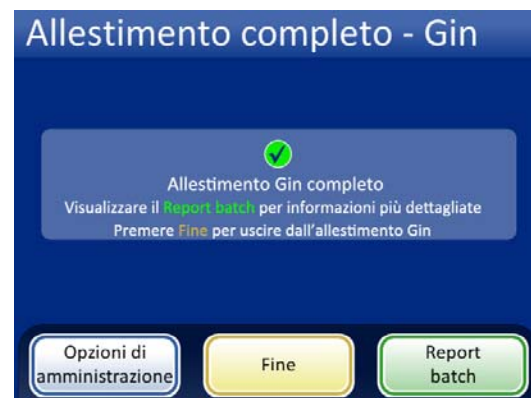 Allestimento completo - Gin
Allestimento Gin completo
Visualizzare il Report batch per informazioni più dettagliate
Premere Fine per uscire dall'allestimento Gin
Opzioni di
amministrazione
Fine
Report
batch